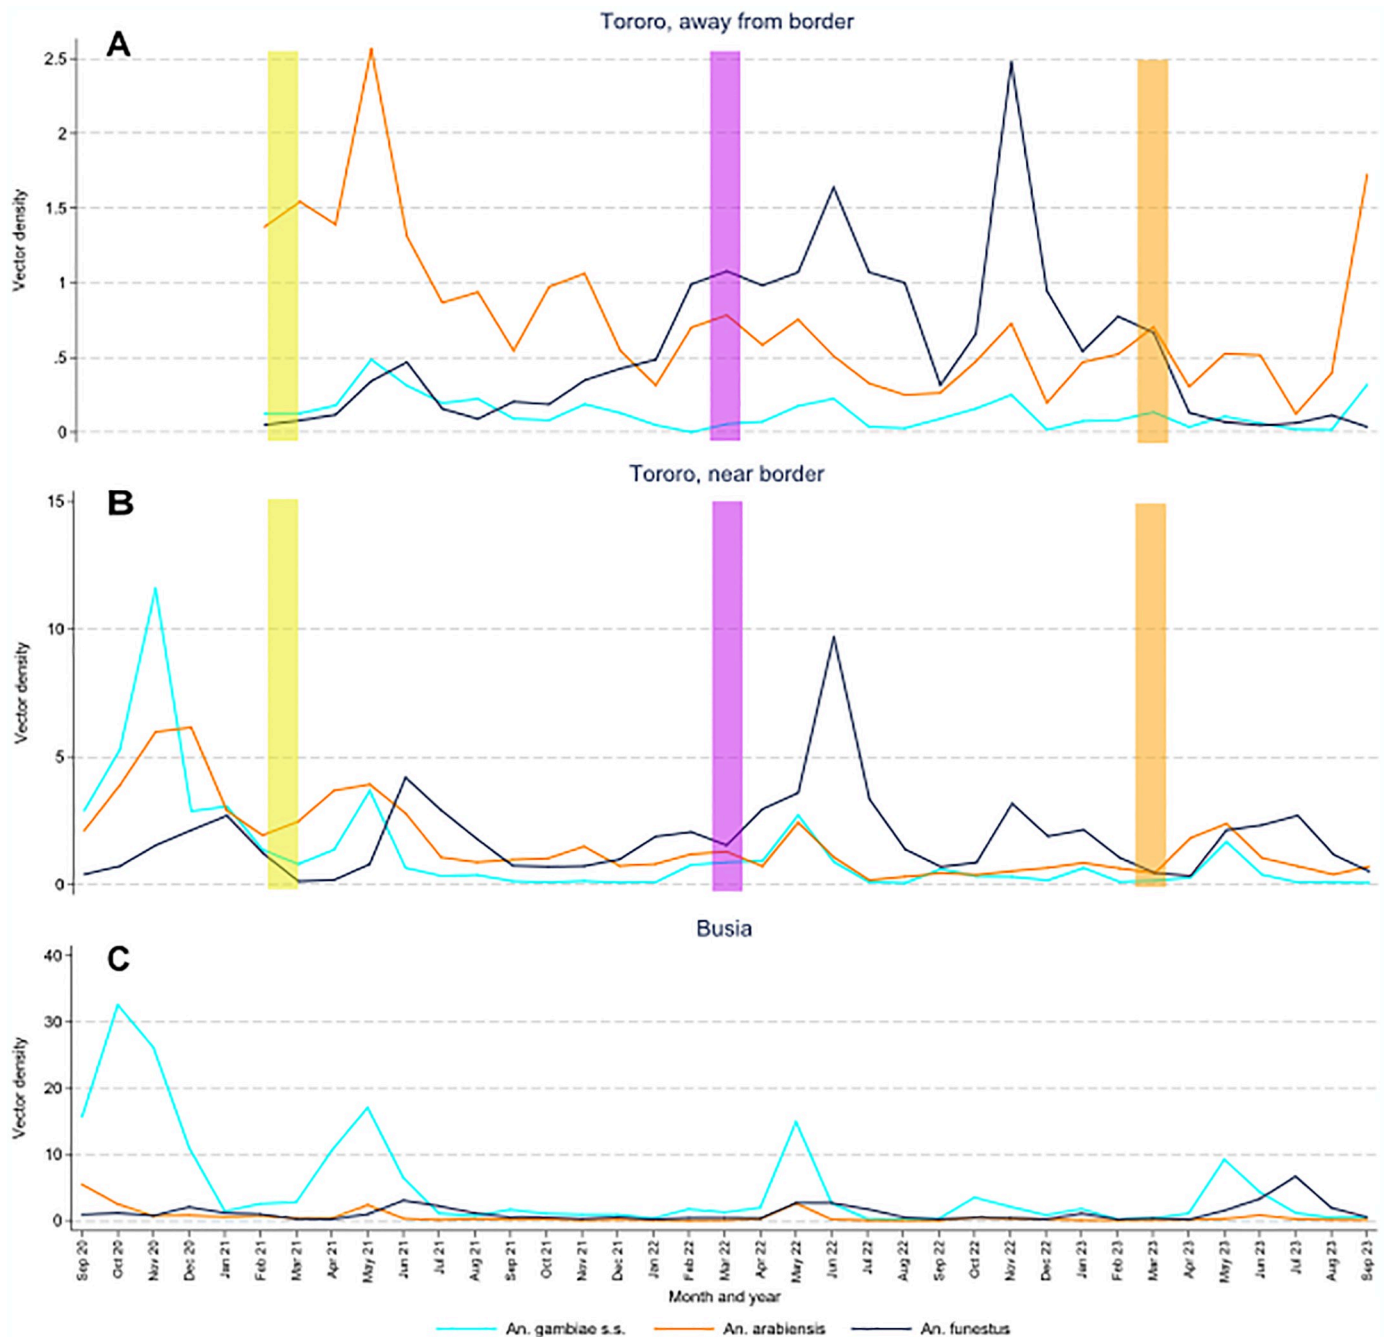 Tororo, away from border
A
2.5
2
1.5
1
.5
0
Vector density
Tororo, near border
B
15
10
5
0
Vector density
Busia
C
40
30
20
10
0
Vector density
Sep 20 Oct 20 Nov 20 Dec 20 Jan 21 Feb 21 Mar 21 Apr 21 May 21 Jun 21 Jul 21 Aug 21 Sep 21 Oct 21 Nov 21 Dec 21 Jan 22 Feb 22 Mar 22 Apr 22 May 22 Jun 22 Jul 22 Aug 22 Sep 22 Oct 22 Nov 22 Dec 22 Jan 23 Feb 23 Mar 23 Apr 23 May 23 Jun 23 Jul 23 Aug 23 Sep 23
Month and year
An. gambiae s.s. An. arabiensis An. funestus